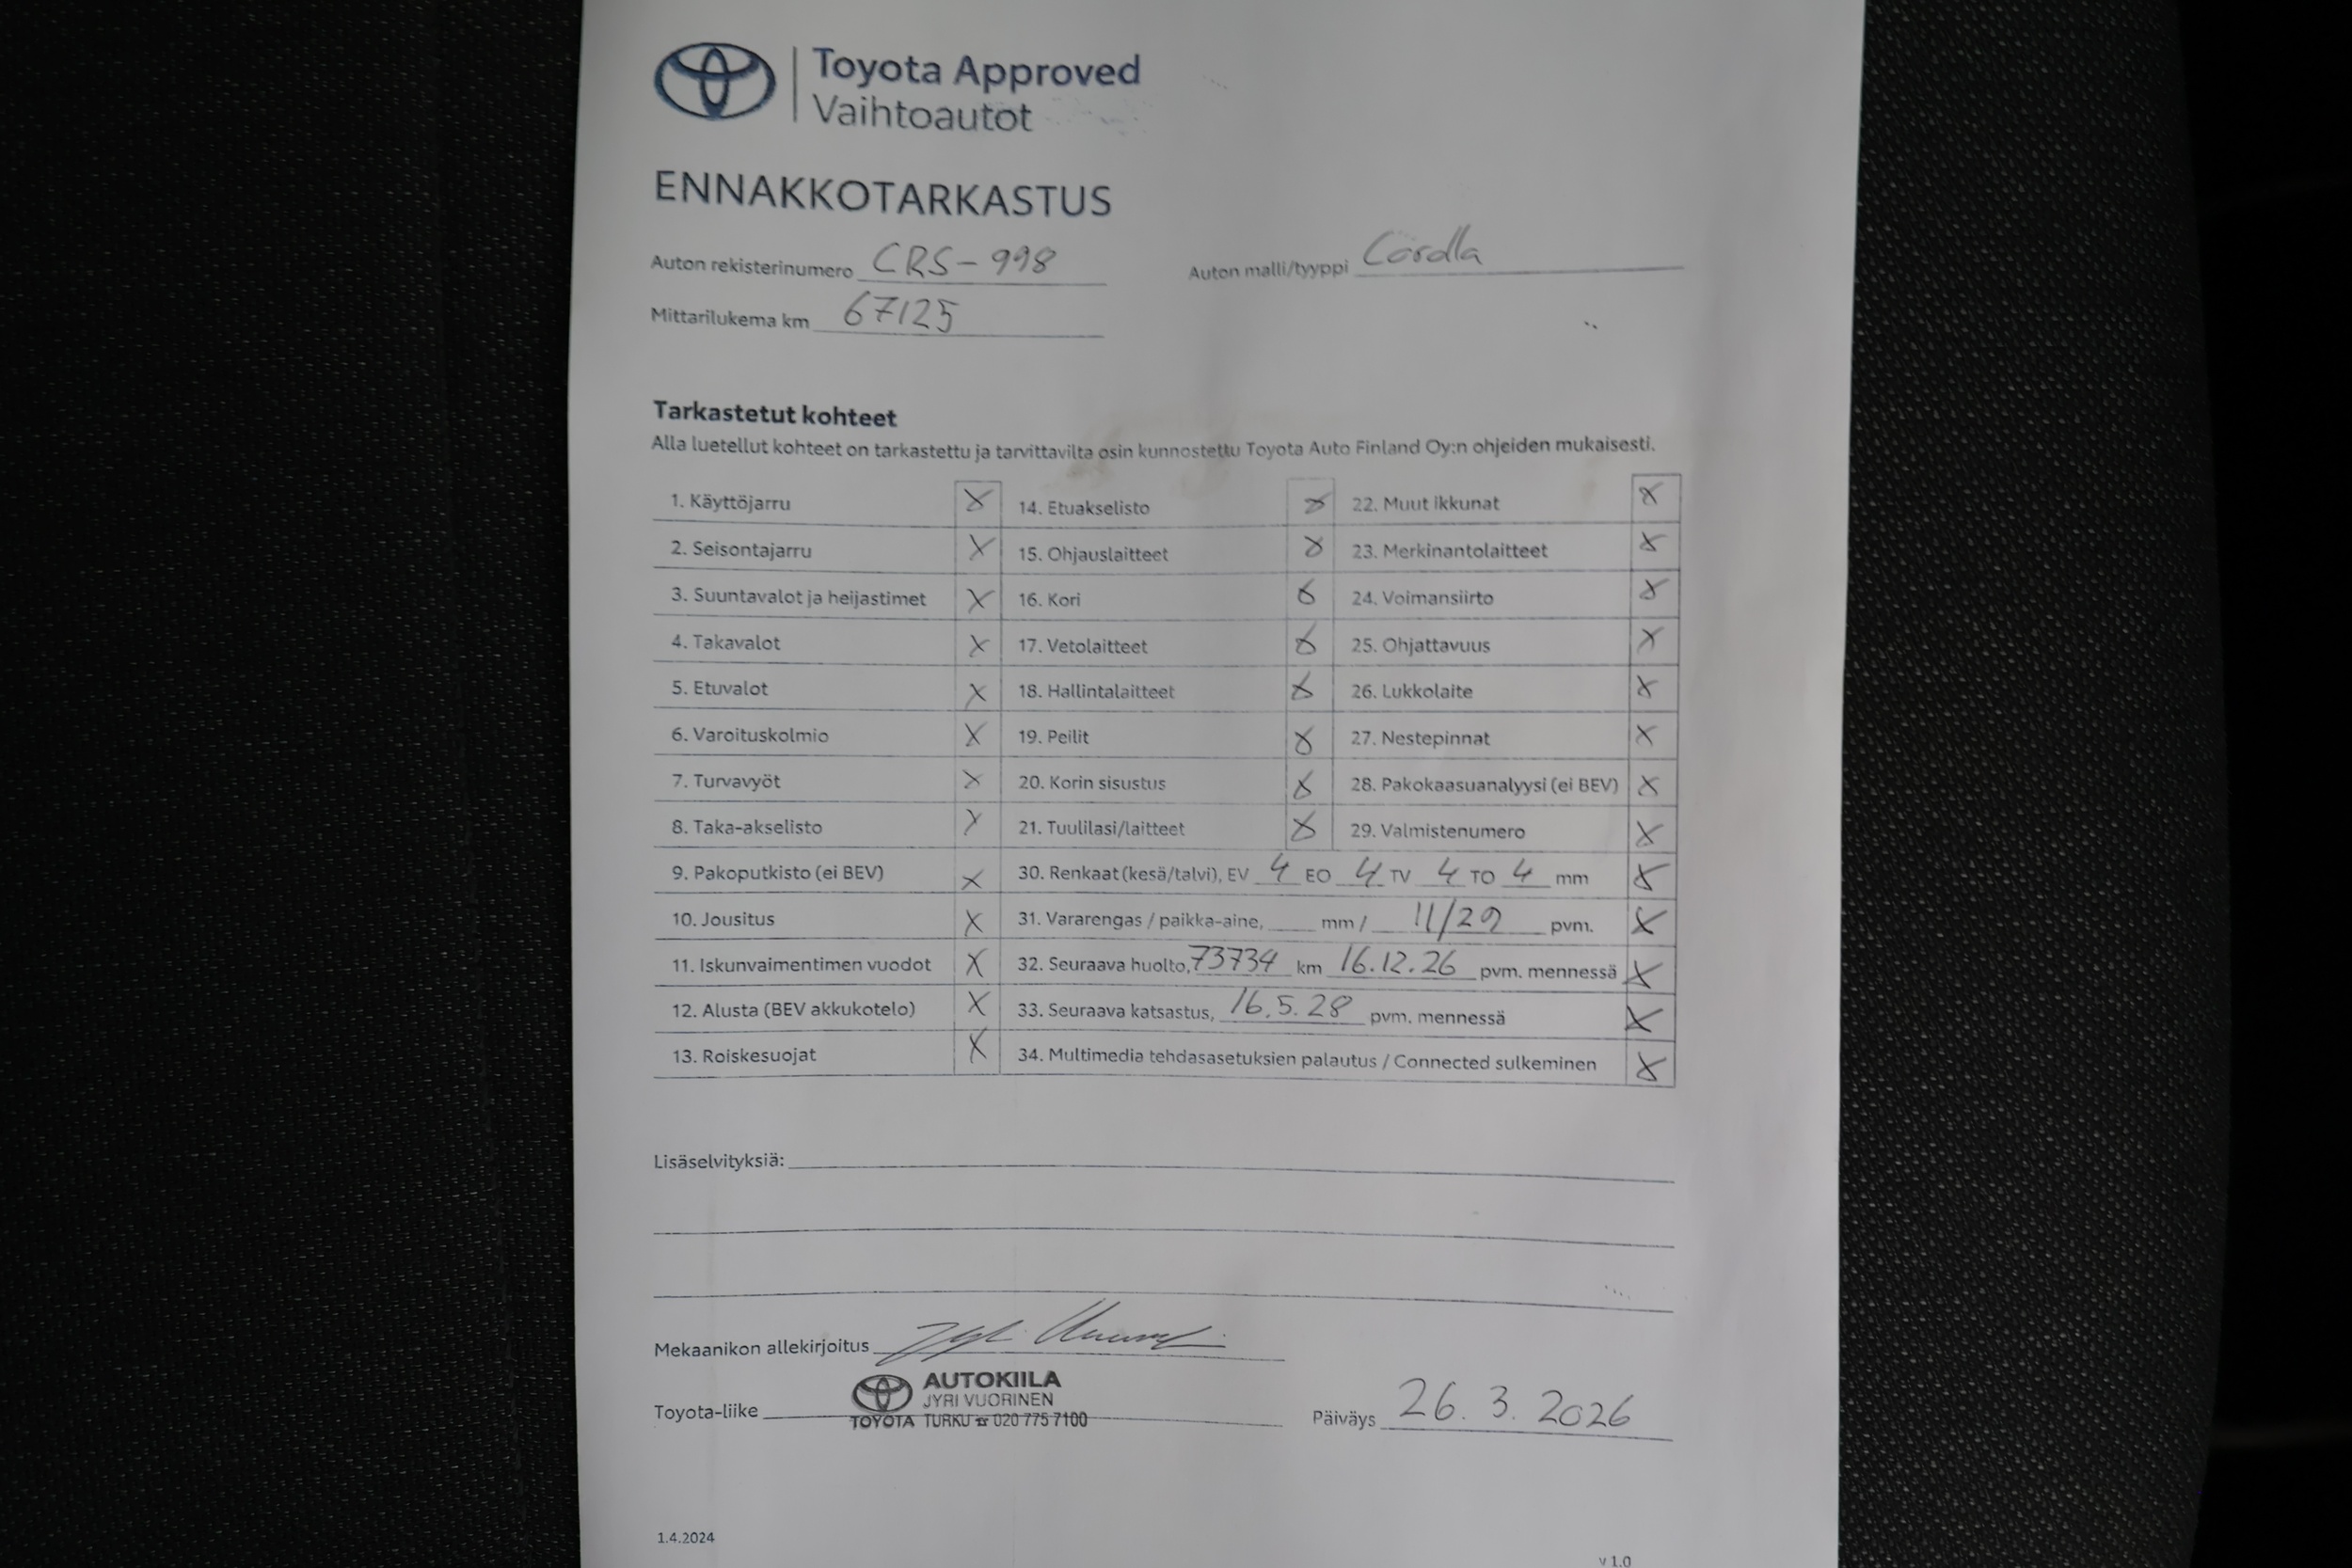 Toyota Approved
Vaihtoautot
ENNAKKOTARKASTUS
Auton rekisterinumero CRS-998 Auton malli/tyyppi Corolla
Mittarilukema km 67125
Tarkastetut kohteet
Alla luetellut kohteet on tarkastettu ja tarvittavilta osin kunnostettu Toyota Auto Finland Oy:n ohjeiden mukaisesti.
1. Käyttöjarru X 14. Etuakselisto X 22. Muut ikkunat X
2. Seisontajarru X 15. Ohjauslaitteet X 23. Merkinantolaitteet X
3. Suuntavalot ja heijastimet X 16. Kori X 24. Voimansiirto X
4. Takavalot X 17. Vetolaitteet X 25. Ohjattavuus X
5. Etuvalot X 18. Hallintalaitteet X 26. Lukkolaite X
6. Varoituskolmio X 19. Peilit X 27. Nestepinnat X
7. Turvavyöt X 20. Korin sisustus X 28. Pakokaasuanalyysi (ei BEV) X
8. Taka-akselisto X 21. Tuulilasi/laitteet X 29. Valmistenumero X
9. Pakoputkisto (ei BEV) X 30. Renkaat (kesä/talvi), EV 4 EO 4 TV 4 TO 4 mm X
10. Jousitus X 31. Vararengas / paikka-aine, mm / 11/29 pvm. X
11. Iskunvaimentimen vuodot X 32. Seuraava huolto, 73734 km 16.12.26 pvm. mennessä X
12. Alusta (BEV akkukotelo) X 33. Seuraava katsastus, 16.5.28 pvm. mennessä X
13. Roiskesuojat X 34. Multimedia tehdasasetuksien palautus / Connected sulkeminen X
Lisäselvityksiä:
Mekaanikon allekirjoitus
AUTOKIILA
JYRI VUORINEN
Toyota-liike TOYOTA TURKU ☎ 020 775 7100 Päiväys 26.3.2026
1.4.2024
v 1.0